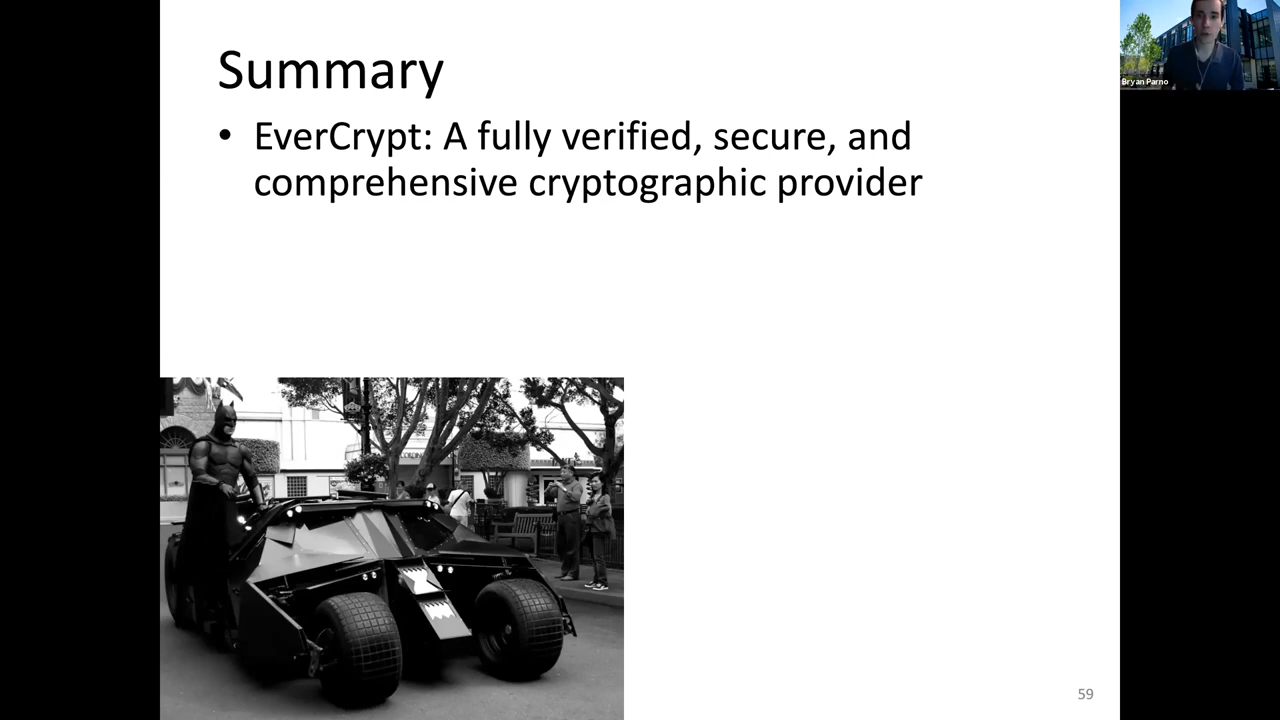 Bryan Parno
Summary
• EverCrypt: A fully verified, secure, and
comprehensive cryptographic provider
59